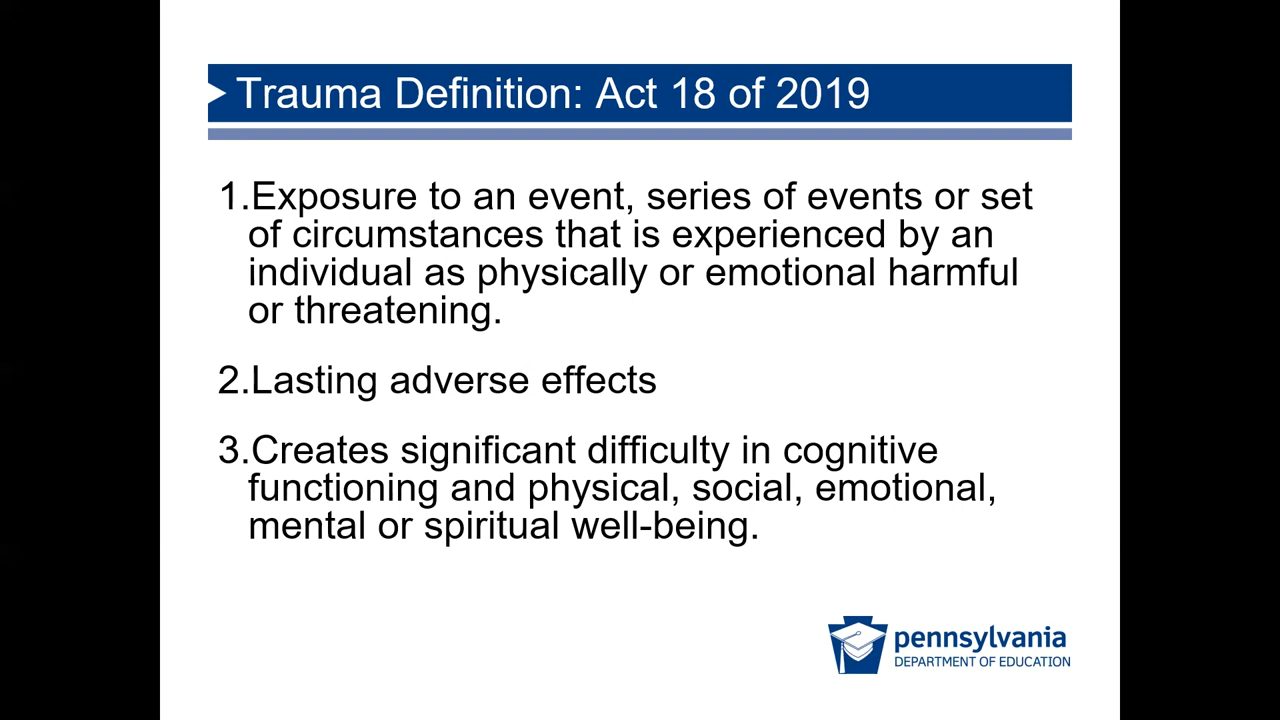 Trauma Definition: Act 18 of 2019
1.Exposure to an event, series of events or set
of circumstances that is experienced by an
individual as physically or emotional harmful
or threatening.
2.Lasting adverse effects
3.Creates significant difficulty in cognitive
functioning and physical, social, emotional,
mental or spiritual well-being.
pennsylvania
DEPARTMENT OF EDUCATION